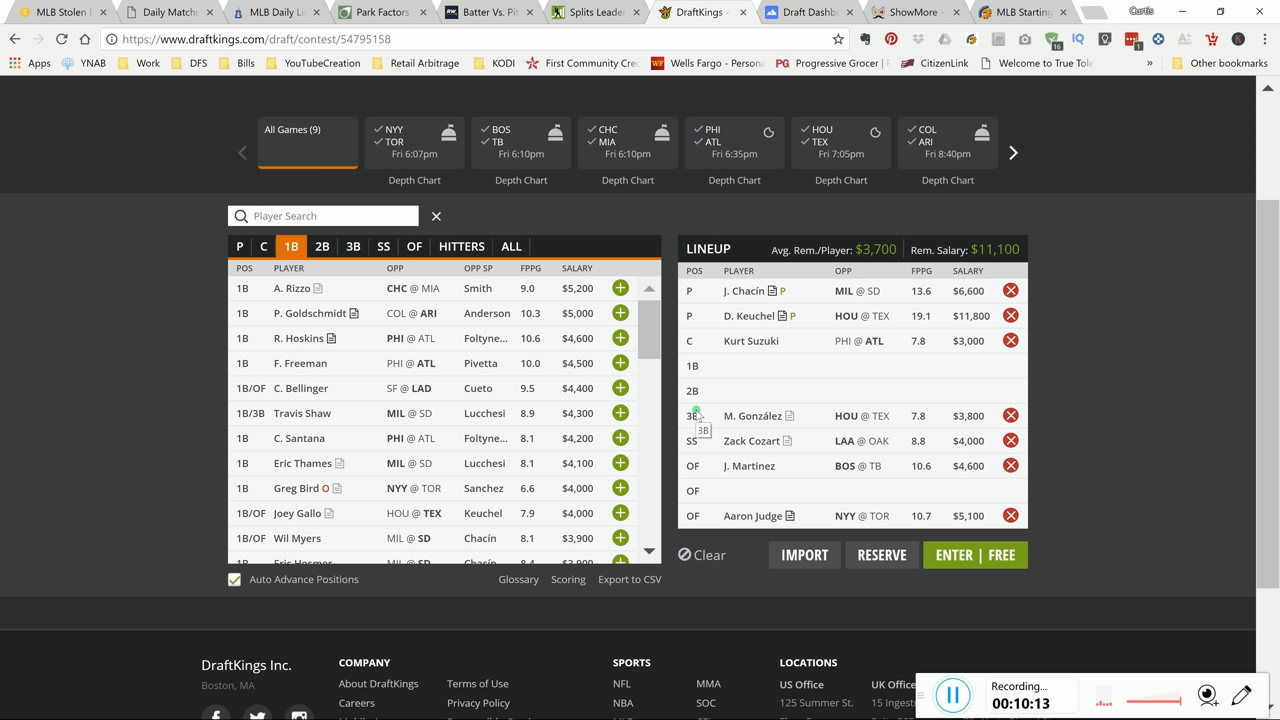 MLB Stolen
Daily Matchu
MLB Daily Li
Park Factors
Batter Vs. Pi
Splits Leader
DraftKings
Draft Dashbo
ShowMore -
MLB Starting
Curtis
https://www.draftkings.com/draft/contest/54795158
Apps YNAB Work DFS Bills YouTubeCreation Retail Arbitrage KODI First Community Cre Wells Fargo - Persona Progressive Grocer | CitizenLink Welcome to True Tole » Other bookmarks
All Games (9)
NYY
TOR
Fri 6:07pm
Depth Chart
BOS
TB
Fri 6:10pm
Depth Chart
CHC
MIA
Fri 6:10pm
Depth Chart
PHI
ATL
Fri 6:35pm
Depth Chart
HOU
TEX
Fri 7:05pm
Depth Chart
COL
ARI
Fri 8:40pm
Depth Chart
Player Search
P C 1B 2B 3B SS OF HITTERS ALL
POS PLAYER OPP OPP SP FPPG SALARY
1B A. Rizzo CHC @ MIA Smith 9.0 $5,200
1B P. Goldschmidt COL @ ARI Anderson 10.3 $5,000
1B R. Hoskins PHI @ ATL Foltyne... 10.6 $4,600
1B F. Freeman PHI @ ATL Pivetta 10.0 $4,500
1B/OF C. Bellinger SF @ LAD Cueto 9.5 $4,400
1B/3B Travis Shaw MIL @ SD Lucchesi 8.9 $4,300
1B C. Santana PHI @ ATL Foltyne... 8.1 $4,200
1B Eric Thames MIL @ SD Lucchesi 8.1 $4,100
1B Greg Bird O NYY @ TOR Sanchez 6.6 $4,000
1B/OF Joey Gallo HOU @ TEX Keuchel 7.9 $4,000
1B/OF Wil Myers MIL @ SD Chacín 8.1 $3,900
1B Eric Hosmer MIL @ SD Chacín 8.4 $3,900
Auto Advance Positions
Glossary Scoring Export to CSV
LINEUP Avg. Rem./Player: $3,700 Rem. Salary: $11,100
POS PLAYER OPP FPPG SALARY
P J. Chacín P MIL @ SD 13.6 $6,600
P D. Keuchel P HOU @ TEX 19.1 $11,800
C Kurt Suzuki PHI @ ATL 7.8 $3,000
1B
2B
3B M. González HOU @ TEX 7.8 $3,800
3B
SS Zack Cozart LAA @ OAK 8.8 $4,000
OF J. Martinez BOS @ TB 10.6 $4,600
OF
OF Aaron Judge NYY @ TOR 10.7 $5,100
Clear IMPORT RESERVE ENTER | FREE
DraftKings Inc.
Boston, MA
COMPANY
About DraftKings Terms of Use
Careers Privacy Policy
SPORTS
NFL MMA
NBA SOC
LOCATIONS
US Office UK Office
125 Summer St. 15 Ingesti
Recording...
00:10:13